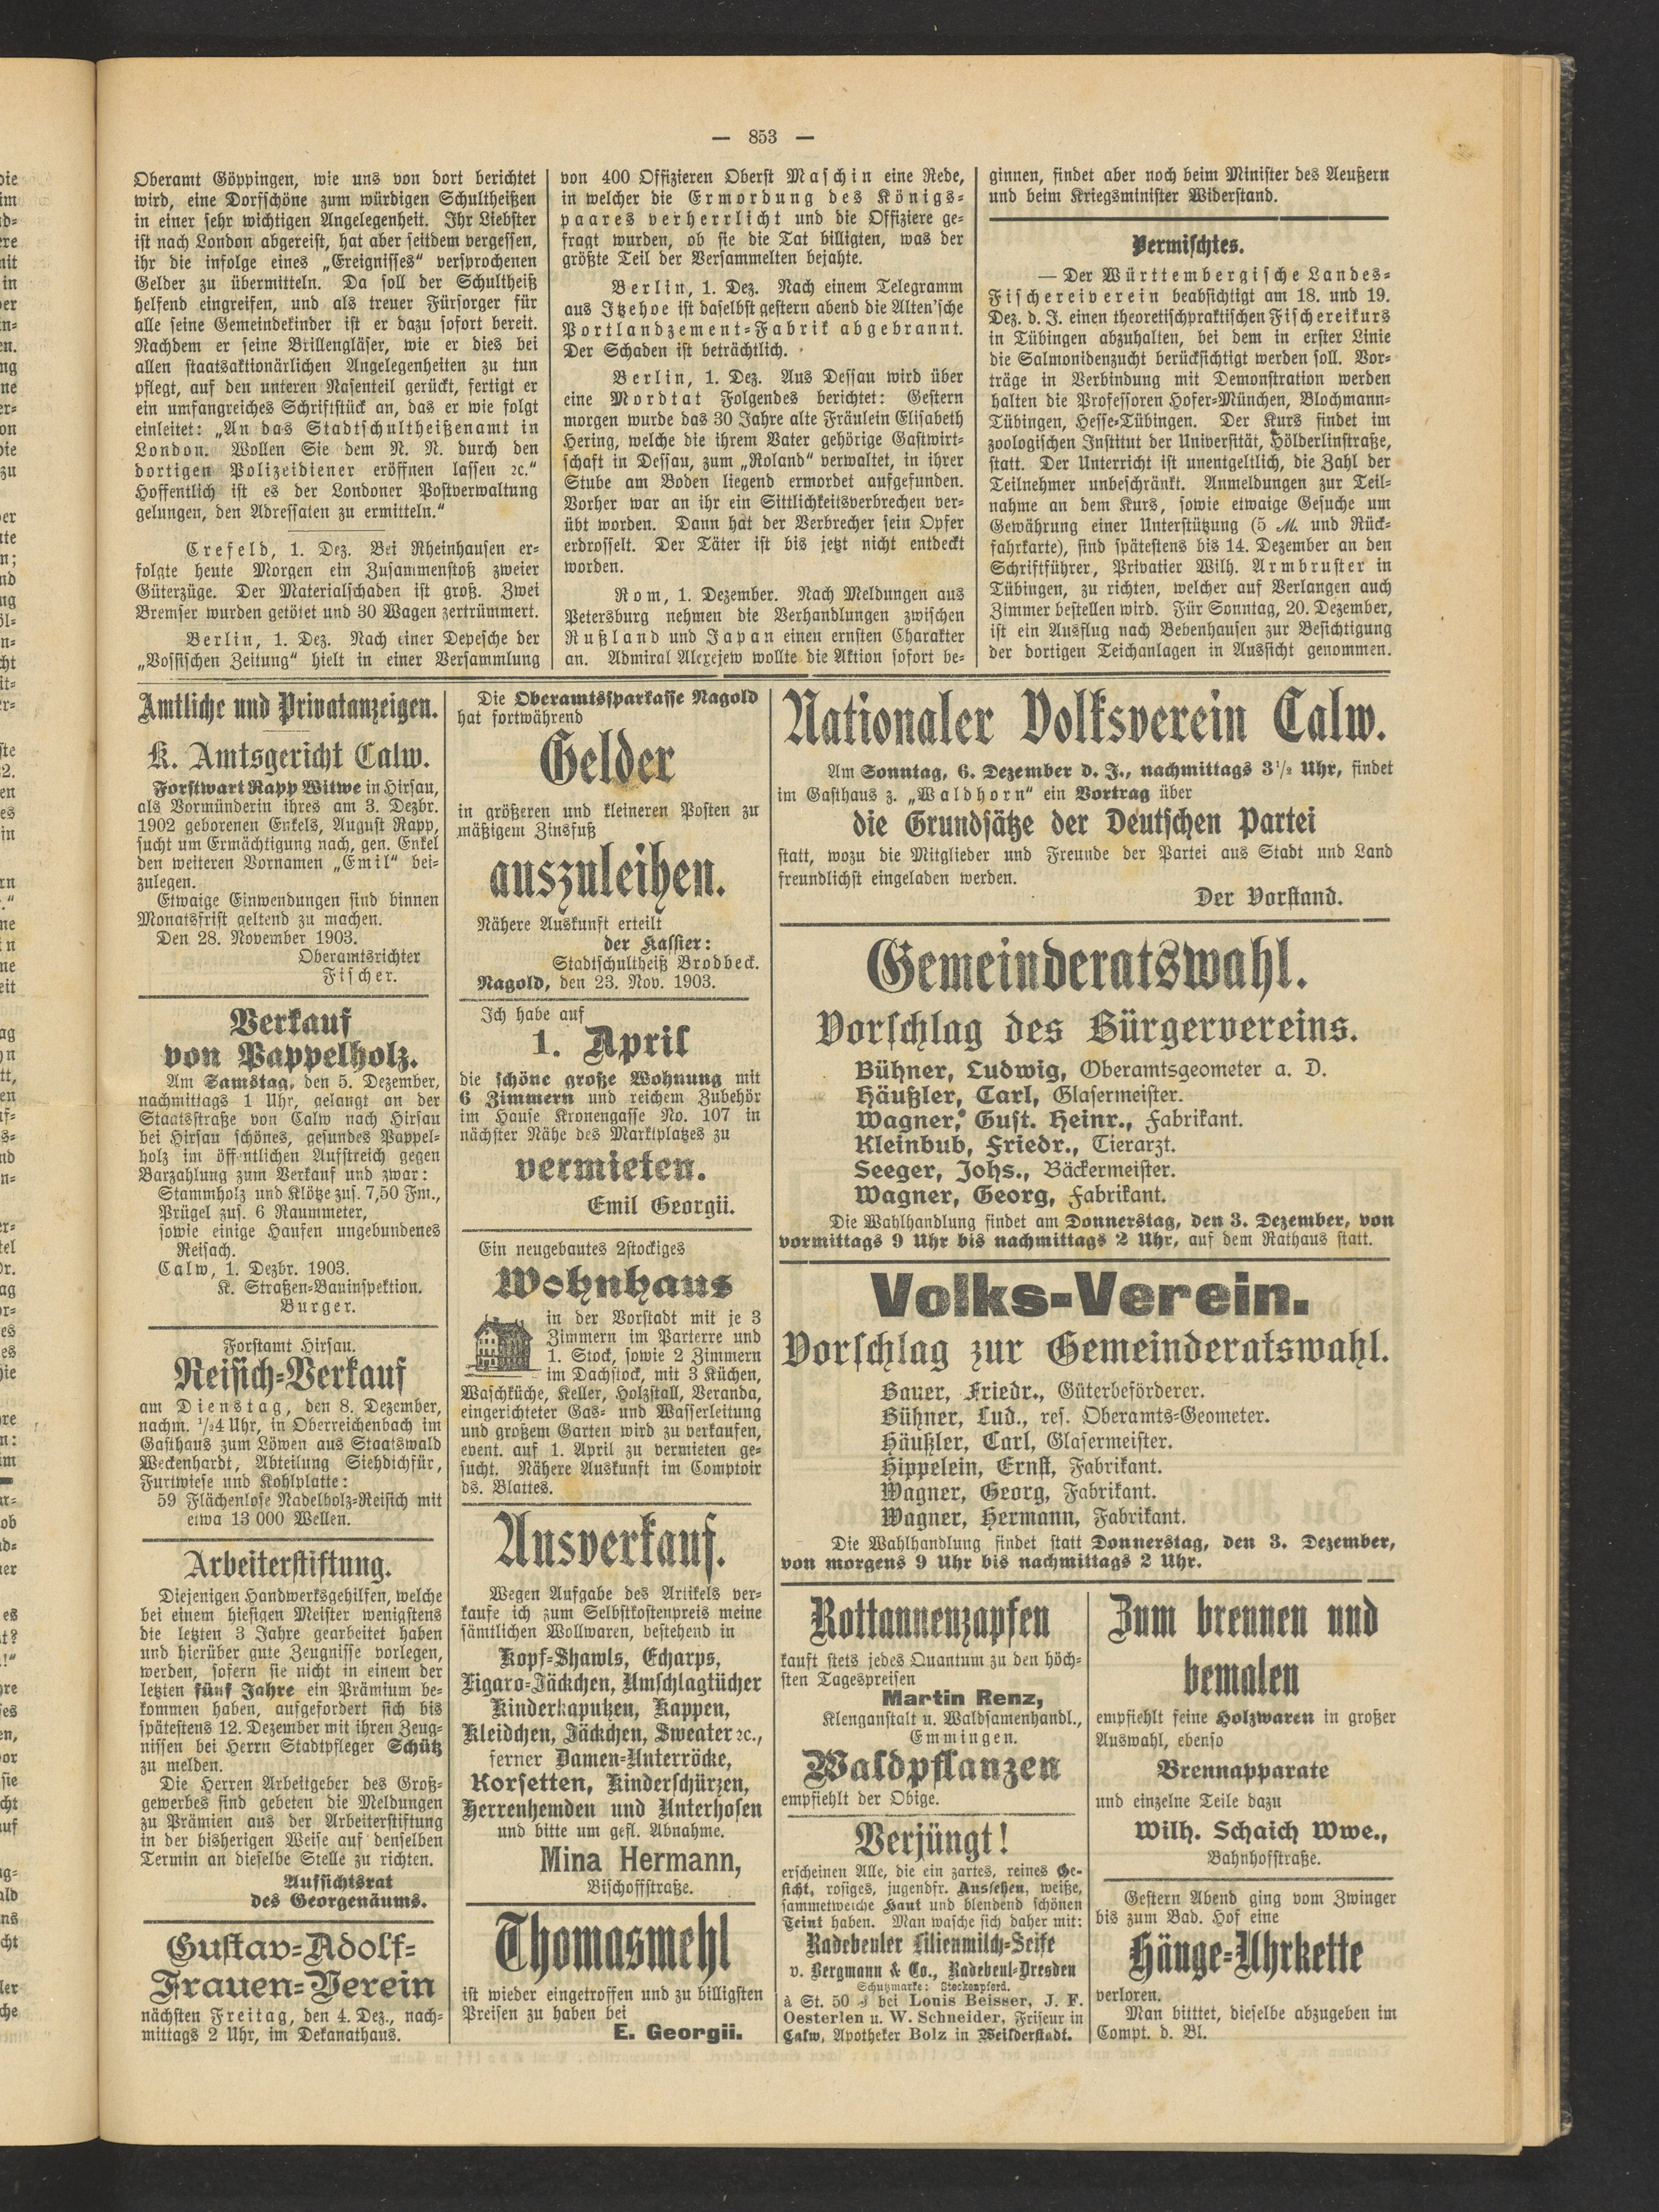 — 853 —
Oberamt Göppingen, wie uns von dort berichtet
wird, eine Dorfschöne zum würdigen Schultheißen
in einer sehr wichtigen Angelegenheit. Ihr Liebster
ist nach London abgereist, hat aber seitdem vergessen,
ihr die infolge eines „Ereignisses“ versprochenen
Gelder zu übermitteln. Da soll der Schultheiß
helfend eingreifen, und als treuer Fürsorger für
alle seine Gemeindekinder ist er dazu sofort bereit.
Nachdem er seine Brillengläser, wie er dies bei
allen staatsaktionärlichen Angelegenheiten zu tun
pflegt, auf den unteren Nasenteil gerückt, fertigt er
ein umfangreiches Schriftstück an, das er wie folgt
einleitet: „An das Stadtschultheißenamt in
London. Wollen Sie dem N. N. durch den
dortigen Polizeidiener eröffnen lassen ꝛc.“
Hoffentlich ist es der Londoner Postverwaltung
gelungen, den Adressaten zu ermitteln.“
Crefeld, 1. Dez. Bei Rheinhausen er-
folgte heute Morgen ein Zusammenstoß zweier
Güterzüge. Der Materialschaden ist groß. Zwei
Bremser wurden getötet und 30 Wagen zertrümmert.
Berlin, 1. Dez. Nach einer Depesche der
„Vossischen Zeitung“ hielt in einer Versammlung
von 400 Offizieren Oberst Maschin eine Rede,
in welcher die Ermordung des Königs-
paares verherrlicht und die Offiziere ge-
fragt wurden, ob sie die Tat billigten, was der
größte Teil der Versammelten bejahte.
Berlin, 1. Dez. Nach einem Telegramm
aus Itzehoe ist daselbst gestern abend die Alten'sche
Portlandzement-Fabrik abgebrannt.
Der Schaden ist beträchtlich.
Berlin, 1. Dez. Aus Dessau wird über
eine Mordtat Folgendes berichtet: Gestern
morgen wurde das 30 Jahre alte Fräulein Elisabeth
Hering, welche die ihrem Vater gehörige Gastwirt-
schaft in Dessau, zum „Roland“ verwaltet, in ihrer
Stube am Boden liegend ermordet aufgefunden.
Vorher war an ihr ein Sittlichkeitsverbrechen ver-
übt worden. Dann hat der Verbrecher sein Opfer
erdrosselt. Der Täter ist bis jetzt nicht entdeckt
worden.
Rom, 1. Dezember. Nach Meldungen aus
Petersburg nehmen die Verhandlungen zwischen
Rußland und Japan einen ernsten Charakter
an. Admiral Alexejew wollte die Aktion sofort be-
ginnen, findet aber noch beim Minister des Aeußern
und beim Kriegsminister Widerstand.
Vermischtes.
— Der Württembergische Landes-
Fischereiverein beabsichtigt am 18. und 19.
Dez. d. J. einen theoretischpraktischen Fischereikurs
in Tübingen abzuhalten, bei dem in erster Linie
die Salmonidenzucht berücksichtigt werden soll. Vor-
träge in Verbindung mit Demonstration werden
halten die Professoren Hofer-München, Blochmann-
Tübingen, Hesse-Tübingen. Der Kurs findet im
zoologischen Institut der Universität, Hölderlinstraße,
statt. Der Unterricht ist unentgeltlich, die Zahl der
Teilnehmer unbeschränkt. Anmeldungen zur Teil-
nahme an dem Kurs, sowie etwaige Gesuche um
Gewährung einer Unterstützung (5 ℳ. und Rück-
fahrkarte), sind spätestens bis 14. Dezember an den
Schriftführer, Privatier Wilh. Armbruster in
Tübingen, zu richten, welcher auf Verlangen auch
Zimmer bestellen wird. Für Sonntag, 20. Dezember,
ist ein Ausflug nach Bebenhausen zur Besichtigung
der dortigen Teichanlagen in Aussicht genommen.
Amtliche und Privatanzeigen.
K. Amtsgericht Calw.
Forstwart Rapp Witwe in Hirsau,
als Vormünderin ihres am 3. Dezbr.
1902 geborenen Enkels, August Rapp,
sucht um Ermächtigung nach, gen. Enkel
den weiteren Vornamen „Emil“ bei-
zulegen.
Etwaige Einwendungen sind binnen
Monatsfrist geltend zu machen.
Den 28. November 1903.
Oberamtsrichter
Fischer.
Verkauf
von Pappelholz.
Am Samstag, den 5. Dezember,
nachmittags 1 Uhr, gelangt an der
Staatsstraße von Calw nach Hirsau
bei Hirsau schönes, gesundes Pappel-
holz im öffentlichen Aufstreich gegen
Barzahlung zum Verkauf und zwar:
Stammholz und Klötze zus. 7,50 Fm.,
Prügel zus. 6 Raummeter,
sowie einige Haufen ungebundenes
Reisach.
Calw, 1. Dezbr. 1903.
K. Straßen-Bauinspektion.
Burger.
Forstamt Hirsau.
Reisich-Verkauf
am Dienstag, den 8. Dezember,
nachm. ½4 Uhr, in Oberreichenbach im
Gasthaus zum Löwen aus Staatswald
Weckenhardt, Abteilung Siehdichfür,
Furtwiese und Kohlplatte:
59 Flächenlose Nadelholz-Reisich mit
etwa 13 000 Wellen.
Arbeiterstiftung.
Diejenigen Handwerksgehilfen, welche
bei einem hiesigen Meister wenigstens
die letzten 3 Jahre gearbeitet haben
und hierüber gute Zeugnisse vorlegen,
werden, sofern sie nicht in einem der
letzten fünf Jahre ein Prämium be-
kommen haben, aufgefordert sich bis
spätestens 12. Dezember mit ihren Zeug-
nissen bei Herrn Stadtpfleger Schütz
zu melden.
Die Herren Arbeitgeber des Groß-
gewerbes sind gebeten die Meldungen
zu Prämien aus der Arbeiterstiftung
in der bisherigen Weise auf denselben
Termin an dieselbe Stelle zu richten.
Aufsichtsrat
des Georgenäums.
Gustav-Adolf-
Frauen-Verein
nächsten Freitag, den 4. Dez., nach-
mittags 2 Uhr, im Dekanathaus.
Die Oberamtssparkasse Nagold
hat fortwährend
Gelder
in größeren und kleineren Posten zu
mäßigem Zinsfuß
auszuleihen.
Nähere Auskunft erteilt
der Kassier:
Stadtschultheiß Brodbeck.
Nagold, den 23. Nov. 1903.
Ich habe auf
1. April
die schöne große Wohnung mit
6 Zimmern und reichem Zubehör
im Hause Kronengasse No. 107 in
nächster Nähe des Marktplatzes zu
vermieten.
Emil Georgii.
Ein neugebautes 2stockiges
Wohnhaus
in der Vorstadt mit je 3
Zimmern im Parterre und
1. Stock, sowie 2 Zimmern
im Dachstock, mit 3 Küchen,
Waschküche, Keller, Holzstall, Veranda,
eingerichteter Gas- und Wasserleitung
und großem Garten wird zu verkaufen,
event. auf 1. April zu vermieten ge-
sucht. Nähere Auskunft im Comptoir
ds. Blattes.
Ausverkauf.
Wegen Aufgabe des Artikels ver-
kaufe ich zum Selbstkostenpreis meine
sämtlichen Wollwaren, bestehend in
Kopf-Shawls, Echarps,
Figaro-Jäckchen, Umschlagtücher
Kinderkaputzen, Kappen,
Kleidchen, Jäckchen, Sweater ꝛc.,
ferner Damen-Unterröcke,
Korsetten, Kinderschürzen,
Herrenhemden und Unterhosen
und bitte um gefl. Abnahme.
Mina Hermann,
Bischoffstraße.
Thomasmehl
ist wieder eingetroffen und zu billigsten
Preisen zu haben bei
E. Georgii.
Nationaler Volksverein Calw.
Am Sonntag, 6. Dezember d. J., nachmittags 3½ Uhr, findet
im Gasthaus z. „Waldhorn“ ein Vortrag über
die Grundsätze der Deutschen Partei
statt, wozu die Mitglieder und Freunde der Partei aus Stadt und Land
freundlichst eingeladen werden.
Der Vorstand.
Gemeinderatswahl.
Vorschlag des Bürgervereins.
Bühner, Ludwig, Oberamtsgeometer a. D.
Häußler, Carl, Glasermeister.
Wagner, Gust. Heinr., Fabrikant.
Kleinbub, Friedr., Tierarzt.
Seeger, Johs., Bäckermeister.
Wagner, Georg, Fabrikant.
Die Wahlhandlung findet am Donnerstag, den 3. Dezember, von
vormittags 9 Uhr bis nachmittags 2 Uhr, auf dem Rathaus statt.
Volks-Verein.
Vorschlag zur Gemeinderatswahl.
Bauer, Friedr., Güterbeförderer.
Bühner, Lud., res. Oberamts-Geometer.
Häußler, Carl, Glasermeister.
Hippelein, Ernst, Fabrikant.
Wagner, Georg, Fabrikant.
Wagner, Hermann, Fabrikant.
Die Wahlhandlung findet statt Donnerstag, den 3. Dezember,
von morgens 9 Uhr bis nachmittags 2 Uhr.
Rottannenzapfen
kauft stets jedes Quantum zu den höch-
sten Tagespreisen
Martin Renz,
Klenganstalt u. Waldsamenhandl.,
Emmingen.
Waldpflanzen
empfiehlt der Obige.
Verjüngt!
erscheinen Alle, die ein zartes, reines Ge-
sicht, rosiges, jugendfr. Aussehen, weiße,
sammetweiche Haut und blendend schönen
Teint haben. Man wasche sich daher mit:
Radebeuler Lilienmilch-Seife
v. Bergmann & Co., Radebeul-Dresden
Schutzmarke: Steckenpferd.
à St. 50 ₰ bei Louis Beisser, J. F.
Oesterlen u. W. Schneider, Friseur in
Calw, Apotheker Bolz in Weilderstadt.
Zum brennen und
bemalen
empfiehlt seine Holzwaren in großer
Auswahl, ebenso
Brennapparate
und einzelne Teile dazu
Wilh. Schaich Wwe.,
Bahnhofstraße.
Gestern Abend ging vom Zwinger
bis zum Bad. Hof eine
Hänge-Uhrkette
verloren.
Man bitttet, dieselbe abzugeben im
Compt. d. Bl.